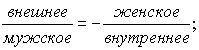 внешнее / мужское = − женское / внутреннее;